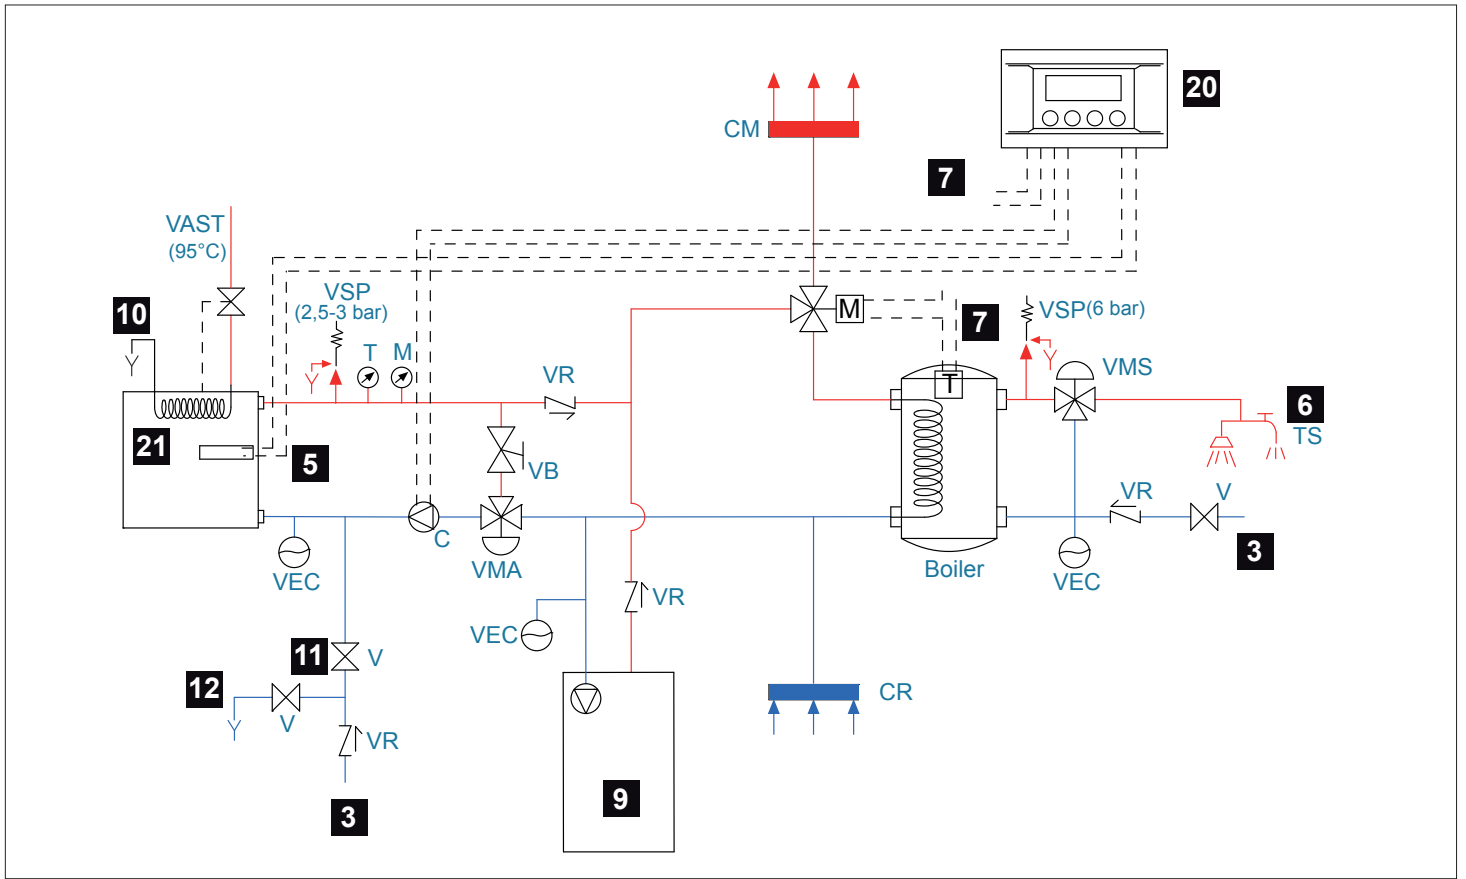 20
CM
7
VAST
(95°C)
VSP
(2,5-3 bar)
10
T
M
M
7
VSP(6 bar)
VR
VMS
T
6
TS
21
5
VB
VR
V
C
VMA
3
VEC
Boiler
VEC
VR
VEC
11
V
12
V
CR
VR
3
9